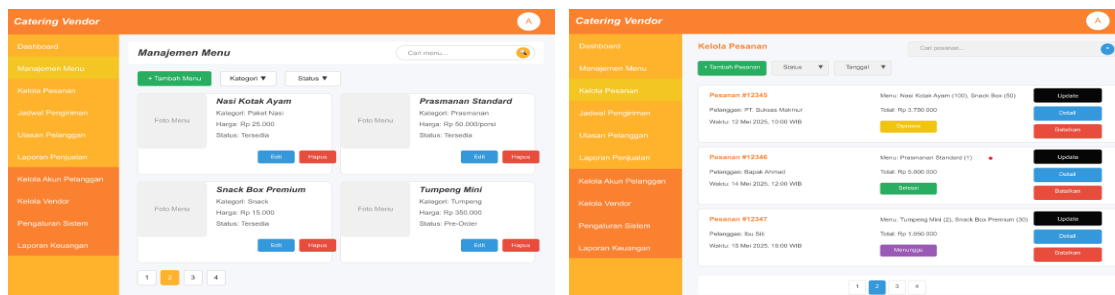 Catering Vendor
A
Dashboard
Manajemen Menu
Kelola Pesanan
Jadwal Pengiriman
Ulasan Pelanggan
Laporan Penjualan
Kelola Akun Pelanggan
Kelola Vendor
Pengaturan Sistem
Laporan Keuangan
Manajemen Menu
Cari menu...
+ Tambah Menu
Kategori ▼
Status ▼
Foto Menu
Nasi Kotak Ayam
Kategori: Paket Nasi
Harga: Rp 25.000
Status: Tersedia
Edit
Hapus
Foto Menu
Prasmanan Standard
Kategori: Prasmanan
Harga: Rp 50.000/porsi
Status: Tersedia
Edit
Hapus
Foto Menu
Snack Box Premium
Kategori: Snack
Harga: Rp 15.000
Status: Tersedia
Edit
Hapus
Foto Menu
Tumpeng Mini
Kategori: Tumpeng
Harga: Rp 350.000
Status: Pre-Order
Edit
Hapus
1 2 3 4
Catering Vendor
A
Dashboard
Manajemen Menu
Kelola Pesanan
Jadwal Pengiriman
Ulasan Pelanggan
Laporan Penjualan
Kelola Akun Pelanggan
Kelola Vendor
Pengaturan Sistem
Laporan Keuangan
Kelola Pesanan
Cari pesanan...
+ Tambah Pesanan
Status ▼
Tanggal ▼
Pesanan #12345
Pelanggan: PT. Sukses Makmur
Waktu: 12 Mei 2025, 10:00 WIB
Menu: Nasi Kotak Ayam (100), Snack Box (50)
Total: Rp 3.750.000
Diproses
Update
Detail
Batalkan
Pesanan #12346
Pelanggan: Bapak Ahmad
Waktu: 14 Mei 2025, 12:00 WIB
Menu: Prasmanan Standard (1)
Total: Rp 5.000.000
Selesai
Update
Detail
Batalkan
Pesanan #12347
Pelanggan: Ibu Siti
Waktu: 15 Mei 2025, 18:00 WIB
Menu: Tumpeng Mini (2), Snack Box Premium (30)
Total: Rp 1.050.000
Menunggu
Update
Detail
Batalkan
1 2 3 4